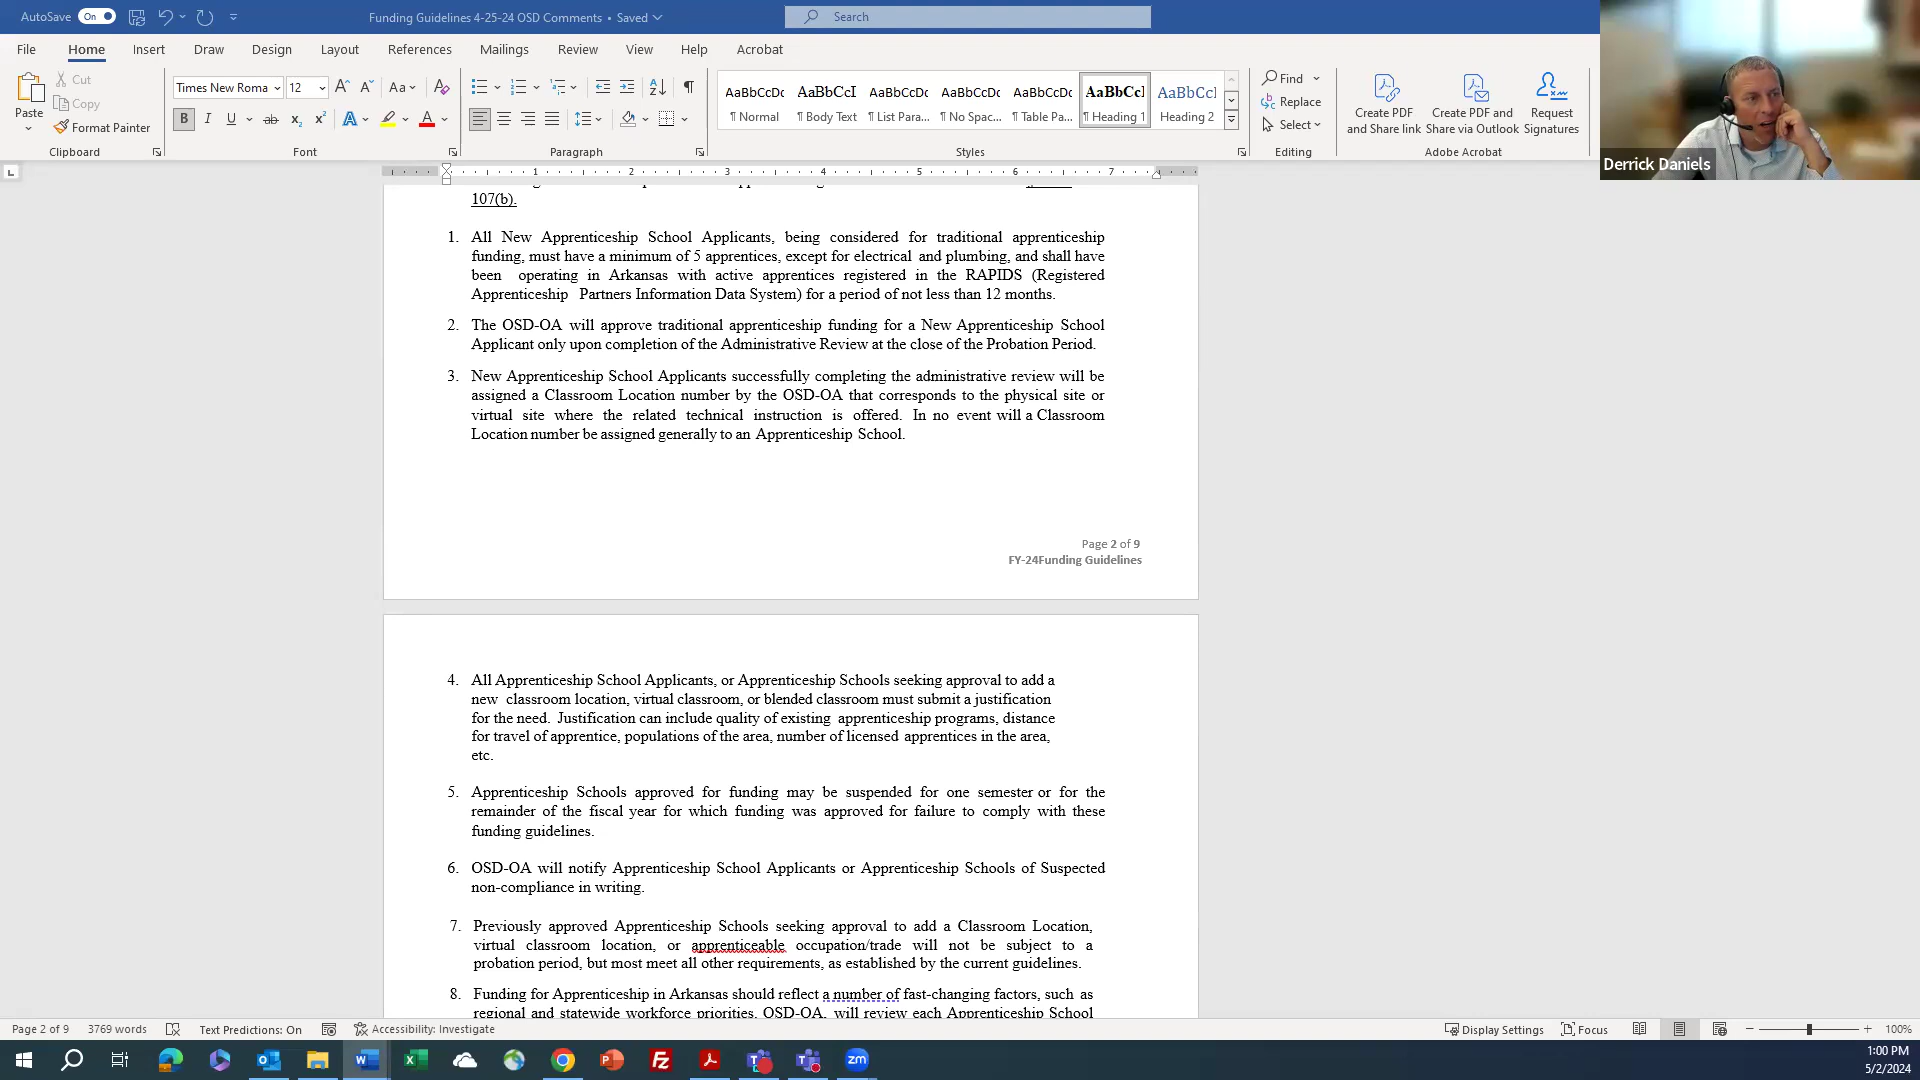 AutoSave On Funding Guidelines 4-25-24 OSD Comments • Saved Search
File Home Insert Draw Design Layout References Mailings Review View Help Acrobat
Paste Cut Copy Format Painter Clipboard
Times New Roma 12 Font
Paragraph
AaBbCcDc AaBbCcI AaBbCcDc AaBbCcDc AaBbCcDc AaBbCcI AaBbCcI
¶ Normal ¶ Body Text ¶ List Para... ¶ No Spac... ¶ Table Pa... ¶ Heading 1 Heading 2
Styles
Find Replace Select Editing
Create PDF and Share link Create PDF and Share via Outlook Request Signatures
Adobe Acrobat
Derrick Daniels
1 2 3 4 5 6 7
107(b).
1. All New Apprenticeship School Applicants, being considered for traditional apprenticeship
funding, must have a minimum of 5 apprentices, except for electrical and plumbing, and shall have
been operating in Arkansas with active apprentices registered in the RAPIDS (Registered
Apprenticeship Partners Information Data System) for a period of not less than 12 months.
2. The OSD-OA will approve traditional apprenticeship funding for a New Apprenticeship School
Applicant only upon completion of the Administrative Review at the close of the Probation Period.
3. New Apprenticeship School Applicants successfully completing the administrative review will be
assigned a Classroom Location number by the OSD-OA that corresponds to the physical site or
virtual site where the related technical instruction is offered. In no event will a Classroom
Location number be assigned generally to an Apprenticeship School.
Page 2 of 9
FY-24Funding Guidelines
4. All Apprenticeship School Applicants, or Apprenticeship Schools seeking approval to add a
new classroom location, virtual classroom, or blended classroom must submit a justification
for the need. Justification can include quality of existing apprenticeship programs, distance
for travel of apprentice, populations of the area, number of licensed apprentices in the area,
etc.
5. Apprenticeship Schools approved for funding may be suspended for one semester or for the
remainder of the fiscal year for which funding was approved for failure to comply with these
funding guidelines.
6. OSD-OA will notify Apprenticeship School Applicants or Apprenticeship Schools of Suspected
non-compliance in writing.
7. Previously approved Apprenticeship Schools seeking approval to add a Classroom Location,
virtual classroom location, or apprenticeable occupation/trade will not be subject to a
probation period, but most meet all other requirements, as established by the current guidelines.
8. Funding for Apprenticeship in Arkansas should reflect a number of fast-changing factors, such as
regional and statewide workforce priorities. OSD-OA, will review each Apprenticeship School
Page 2 of 9 3769 words Text Predictions: On Accessibility: Investigate Display Settings Focus 100%
1:00 PM
5/2/2024